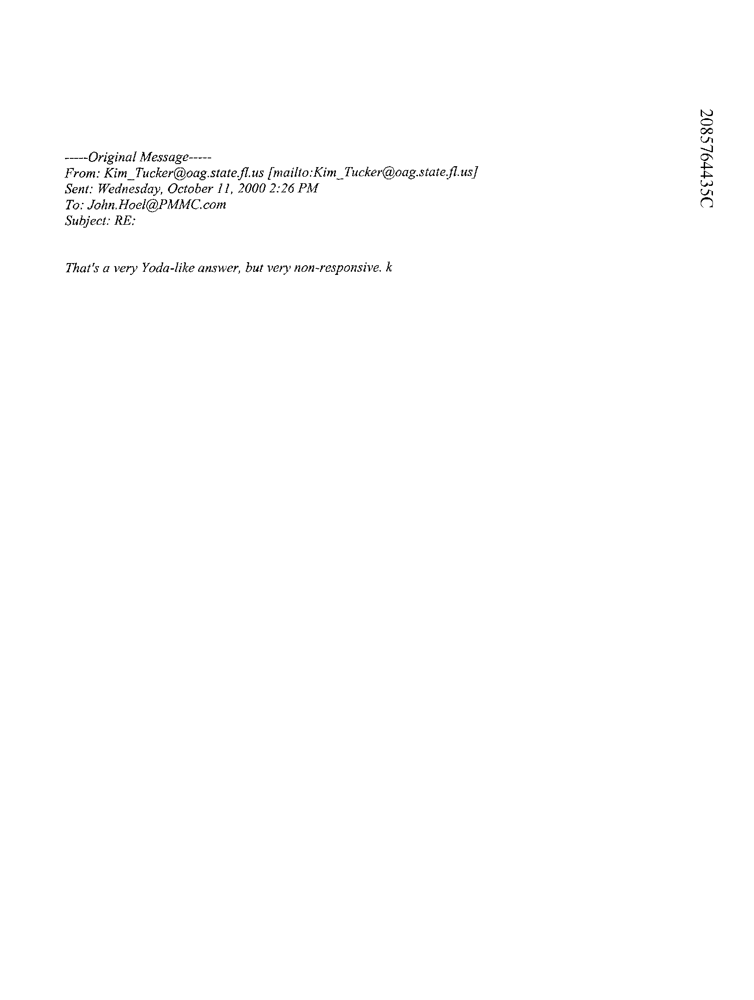 -----Original Message-----
From: Kim_Tucker@oag.state.fl.us [mailto:Kim_Tucker@oag.state.fl.us]
Sent: Wednesday, October 11, 2000 2:26 PM
To: John.Hoel@PMMC.com
Subject: RE:
That's a very Yoda-like answer, but very non-responsive. k
2085764435C